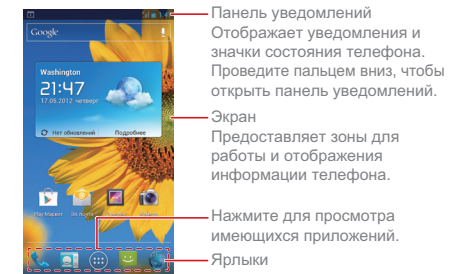 Google
Washington
21:47
17.05.2012 четверг
Нет обновлений Подробнее
Play Маркет Эл. почта
Панель уведомлений
Отображает уведомления и
значки состояния телефона.
Проведите пальцем вниз, чтобы
открыть панель уведомлений.
Экран
Предоставляет зоны для
работы и отображения
информации телефона.
Нажмите для просмотра
имеющихся приложений.
Ярлыки